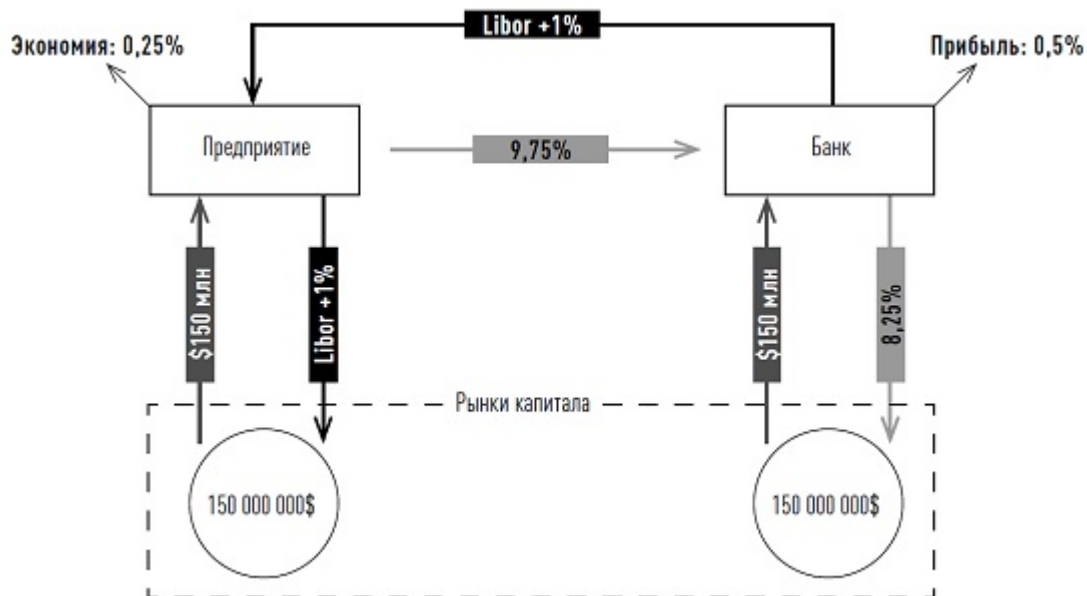 Libor +1%
Экономия: 0,25%
Прибыль: 0,5%
Предприятие
9,75%
Банк
$150 млн
Libor +1%
$150 млн
8,25%
Рынки капитала
150 000 000$
150 000 000$